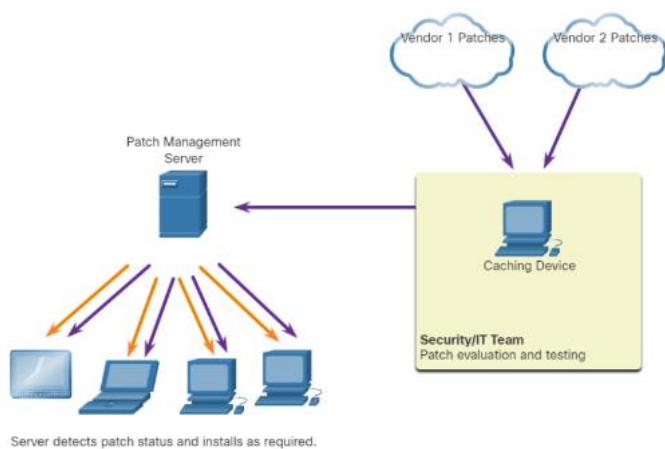 Vendor 1 Patches
Vendor 2 Patches
Patch Management
Server
Caching Device
Security/IT Team
Patch evaluation and testing
Server detects patch status and installs as required.